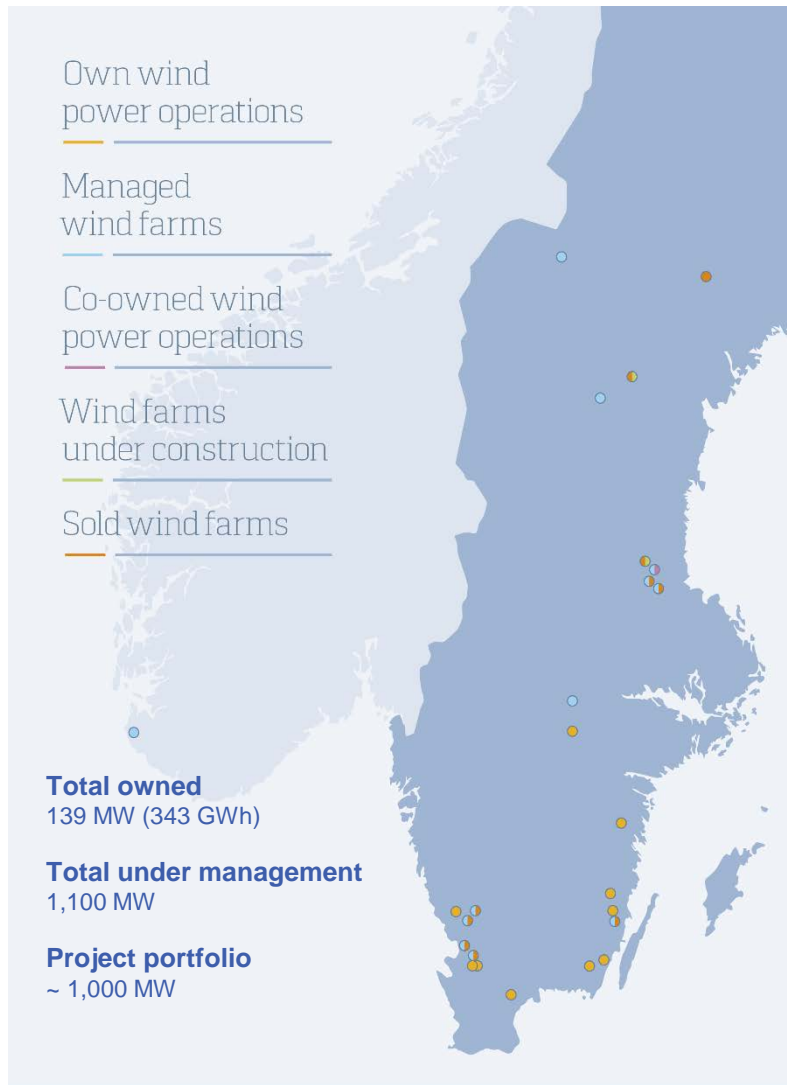 Own wind
power operations
Managed
wind farms
Co-owned wind
power operations
Wind farms
under construction
Sold wind farms
Total owned
139 MW (343 GWh)
Total under management
1,100 MW
Project portfolio
~ 1,000 MW